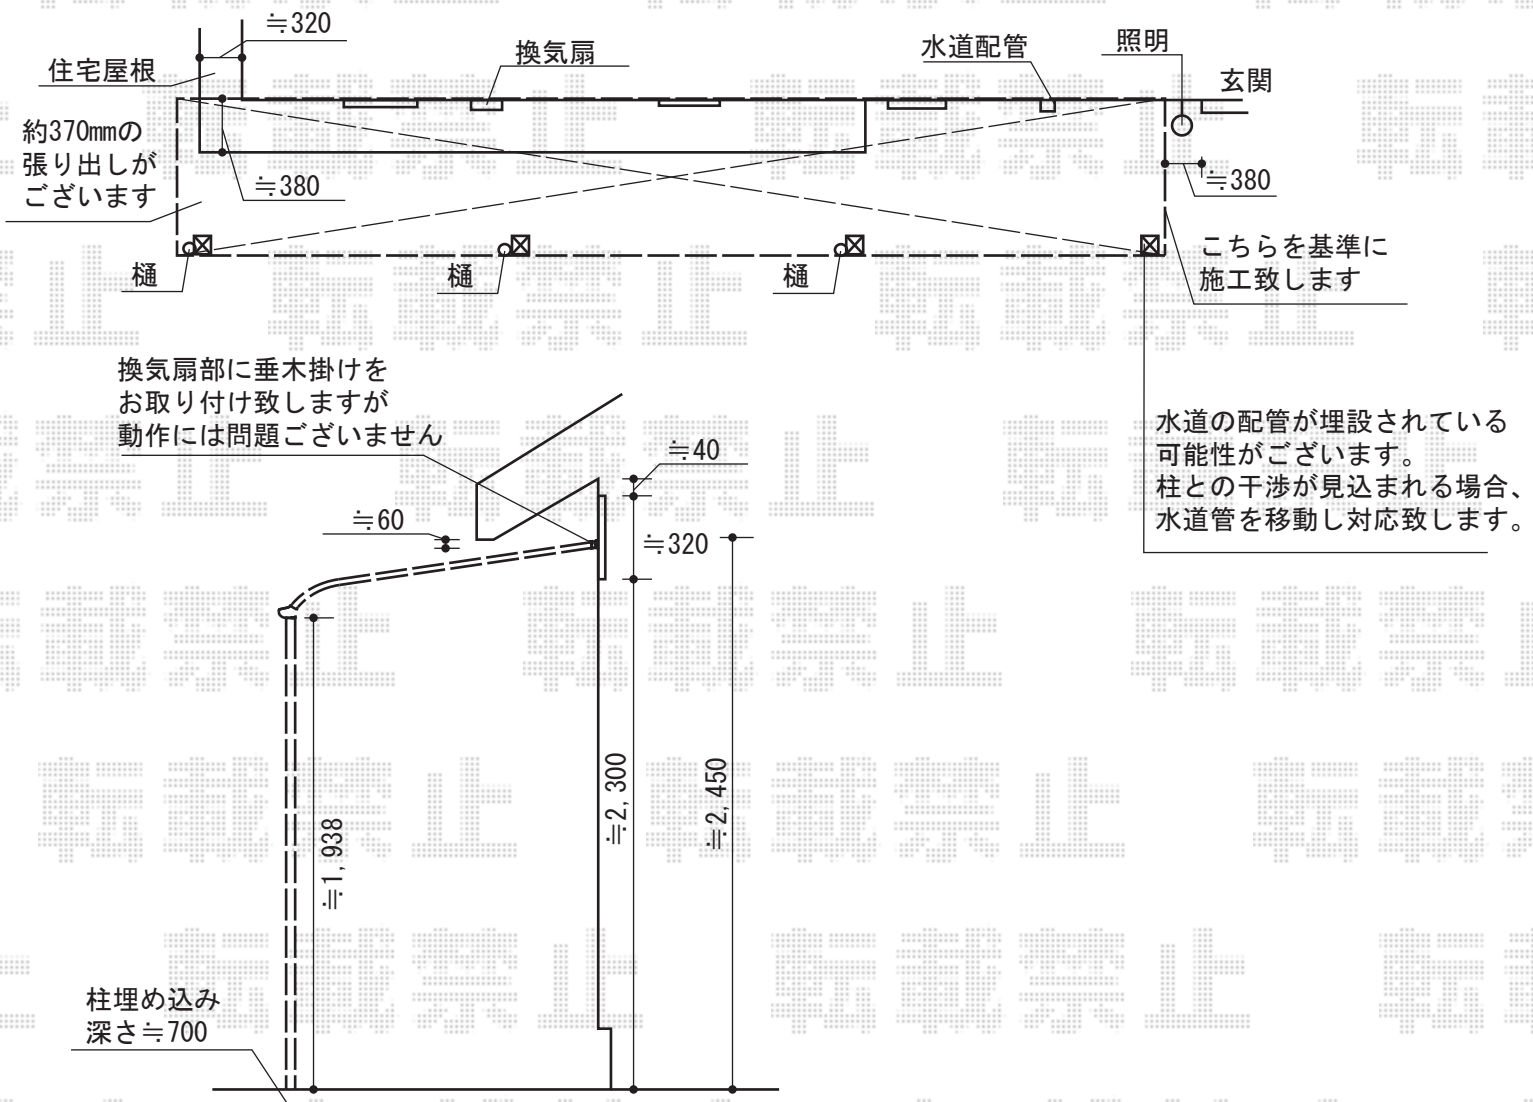 ≒320
住宅屋根
換気扇
水道配管
照明
玄関
約370mmの
張り出しが
ございます
≒380
≒380
樋
樋
樋
こちらを基準に
施工致します
換気扇部に垂木掛けを
お取り付け致しますが
動作には問題ございません
≒40
≒60
≒320
水道の配管が埋設されている
可能性がございます。
柱との干渉が見込まれる場合、
水道管を移動し対応致します。
≒1,938
≒2,300
≒2,450
柱埋め込み
深さ≒700
転載禁止